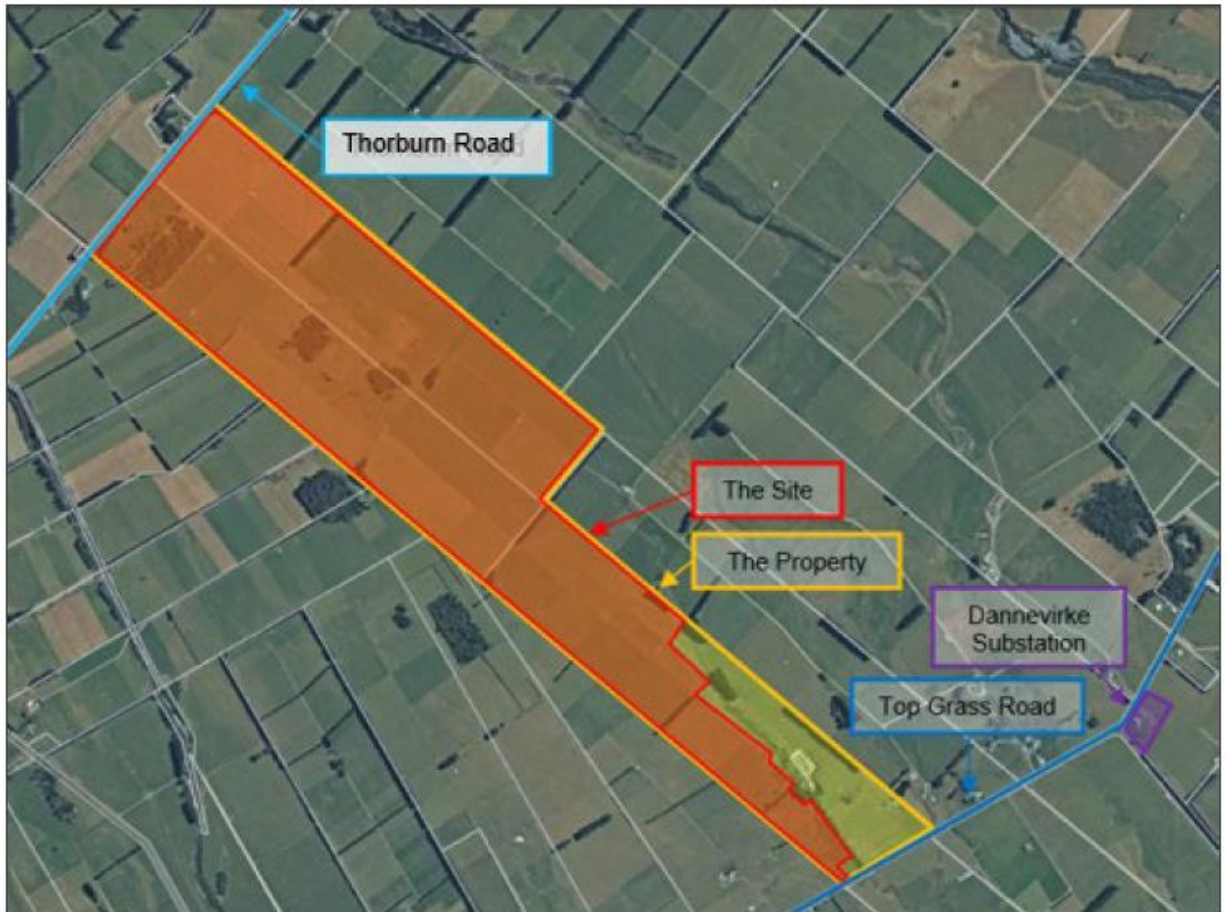 Thorburn Road
The Site
The Property
Dannevirke
Substation
Top Grass Road